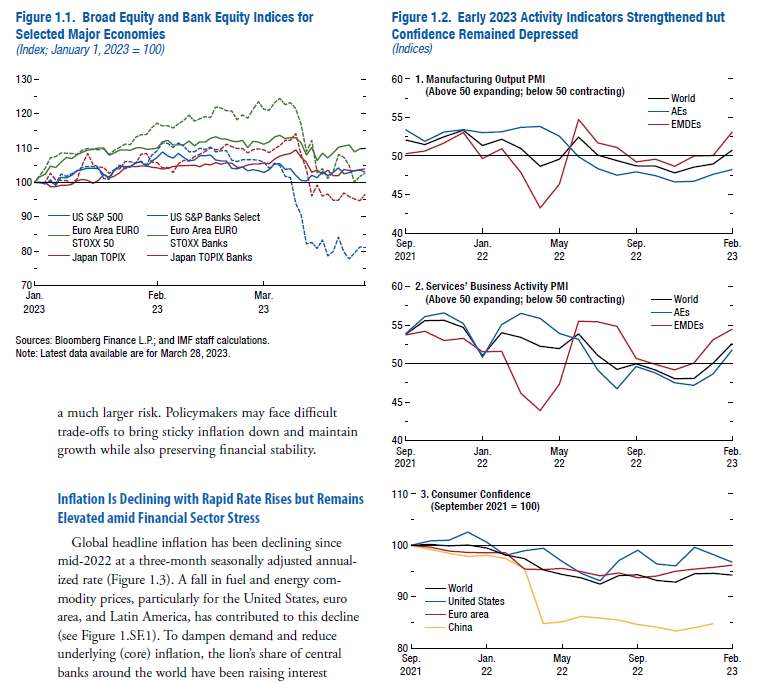 Figure 1.1. Broad Equity and Bank Equity Indices for
Selected Major Economies
(Index; January 1, 2023 = 100)
130
120
110
100
90
80
70
US S&P 500
Euro Area EURO
STOXX 50
Japan TOPIX
US S&P Banks Select
Euro Area EURO
STOXX Banks
Japan TOPIX Banks
Jan.
2023
Feb.
23
Mar.
23
Sources: Bloomberg Finance L.P.; and IMF staff calculations.
Note: Latest data available are for March 28, 2023.
a much larger risk. Policymakers may face difficult
trade-offs to bring sticky inflation down and maintain
growth while also preserving financial stability.
Inflation Is Declining with Rapid Rate Rises but Remains
Elevated amid Financial Sector Stress
Global headline inflation has been declining since
mid-2022 at a three-month seasonally adjusted annual-
ized rate (Figure 1.3). A fall in fuel and energy com-
modity prices, particularly for the United States, euro
area, and Latin America, has contributed to this decline
(see Figure 1.SF.1). To dampen demand and reduce
underlying (core) inflation, the lion's share of central
banks around the world have been raising interest
Figure 1.2. Early 2023 Activity Indicators Strengthened but
Confidence Remained Depressed
(Indices)
1. Manufacturing Output PMI
(Above 50 expanding; below 50 contracting)
World
AEs
EMDEs
60
55
50
45
40
Sep.
2021
Jan.
22
May
22
Sep.
22
Feb.
23
2. Services' Business Activity PMI
(Above 50 expanding; below 50 contracting)
World
AEs
EMDEs
60
55
50
45
40
Sep.
2021
Jan.
22
May
22
Sep.
22
Feb.
23
3. Consumer Confidence
(September 2021 = 100)
110
100
90
80
World
United States
Euro area
China
Sep.
2021
Jan.
22
May
22
Sep.
22
Feb.
23